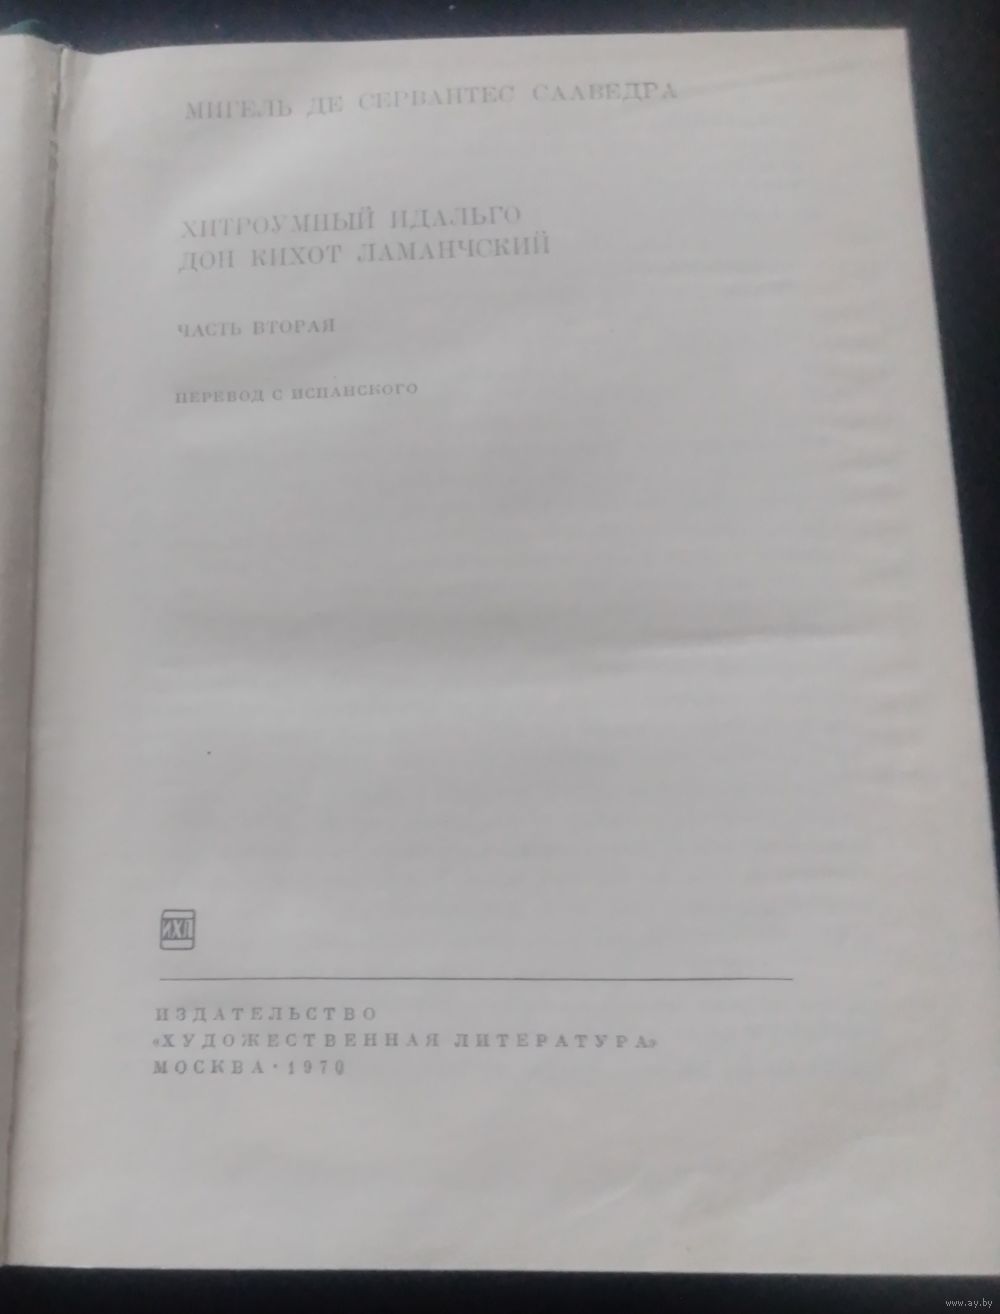 МИГЕЛЬ ДЕ СЕРВАНТЕС СААВЕДРА
ХИТРОУМНЫЙ ИДАЛЬГО
ДОН КИХОТ ЛАМАНЧСКИЙ
ЧАСТЬ ВТОРАЯ
ПЕРЕВОД С ИСПАНСКОГО
ИХЛ
ИЗДАТЕЛЬСТВО
«ХУДОЖЕСТВЕННАЯ ЛИТЕРАТУРА»
МОСКВА · 1970
www.ay.by